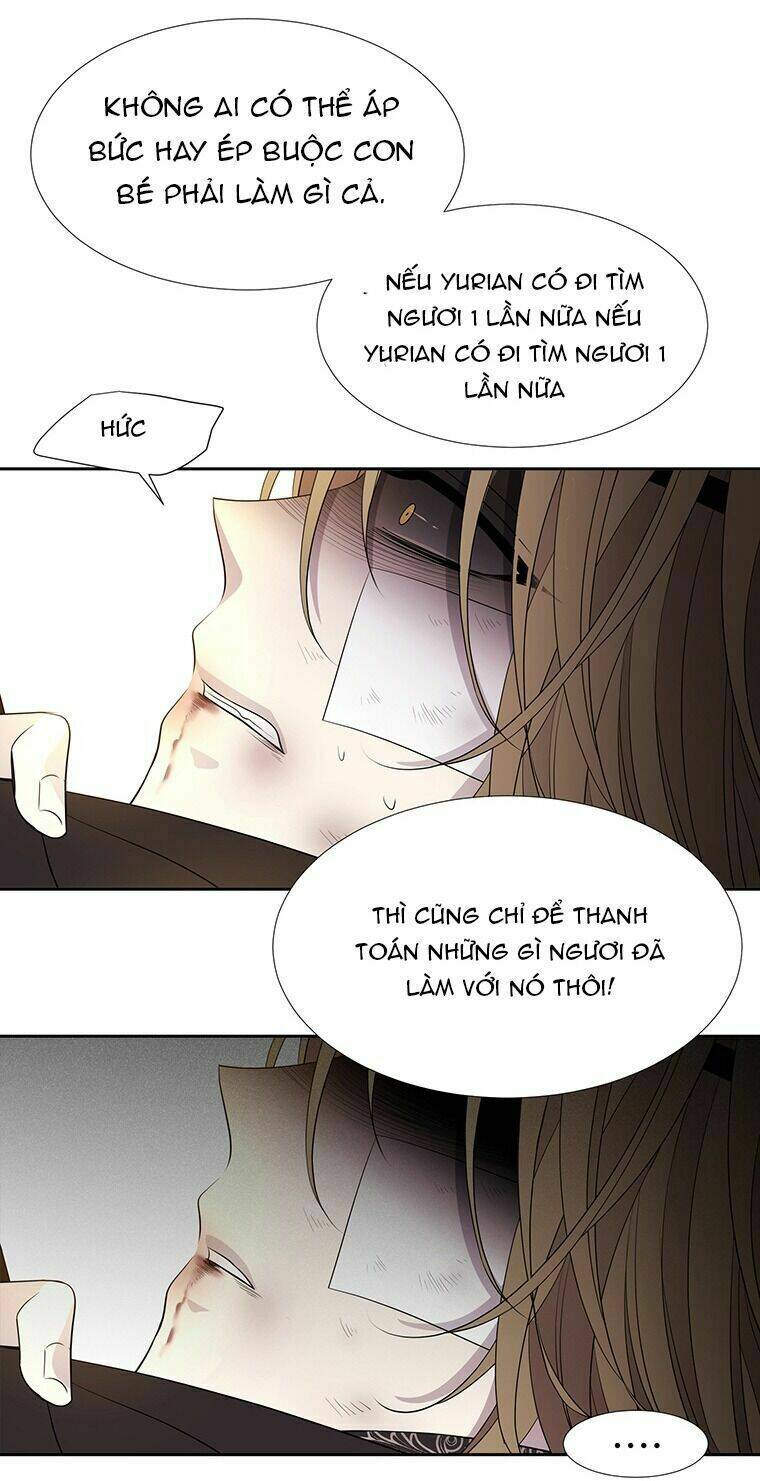 KHÔNG AI CÓ THỂ ÁP
BỨC HAY ÉP BUỘC CON
BÉ PHẢI LÀM GÌ CẢ.
NẾU YURIAN CÓ ĐI TÌM
NGƯƠI 1 LẦN NỮA NẾU
YURIAN CÓ ĐI TÌM NGƯƠI 1
LẦN NỮA
HỨC
THÌ CŨNG CHỈ ĐỂ THANH
TOÁN NHỮNG GÌ NGƯƠI ĐÃ
LÀM VỚI NÓ THÔI!
....